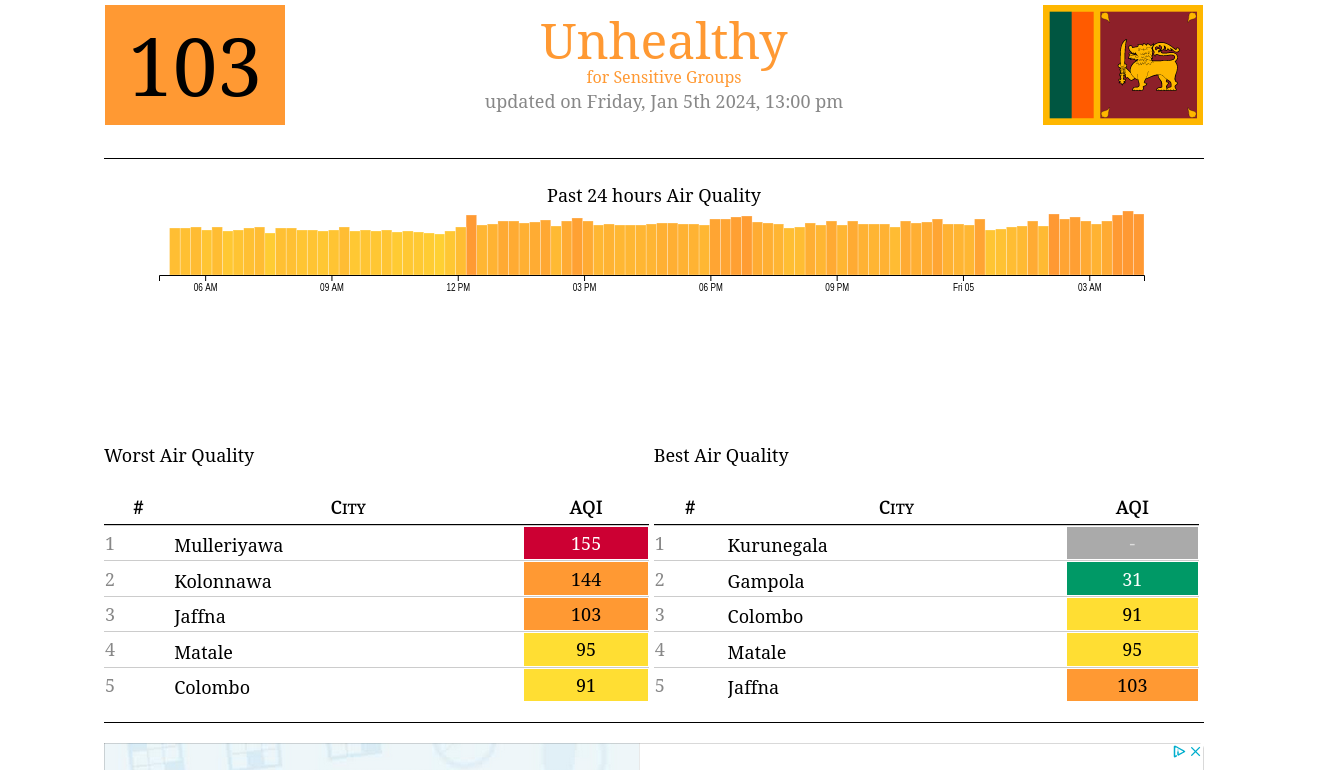 103
Unhealthy
for Sensitive Groups
updated on Friday, Jan 5th 2024, 13:00 pm
Past 24 hours Air Quality
06 AM 09 AM 12 PM 03 PM 06 PM 09 PM Fri 05 03 AM
Worst Air Quality
# City AQI
1 Mulleriyawa 155
2 Kolonnawa 144
3 Jaffna 103
4 Matale 95
5 Colombo 91
Best Air Quality
# City AQI
1 Kurunegala -
2 Gampola 31
3 Colombo 91
4 Matale 95
5 Jaffna 103